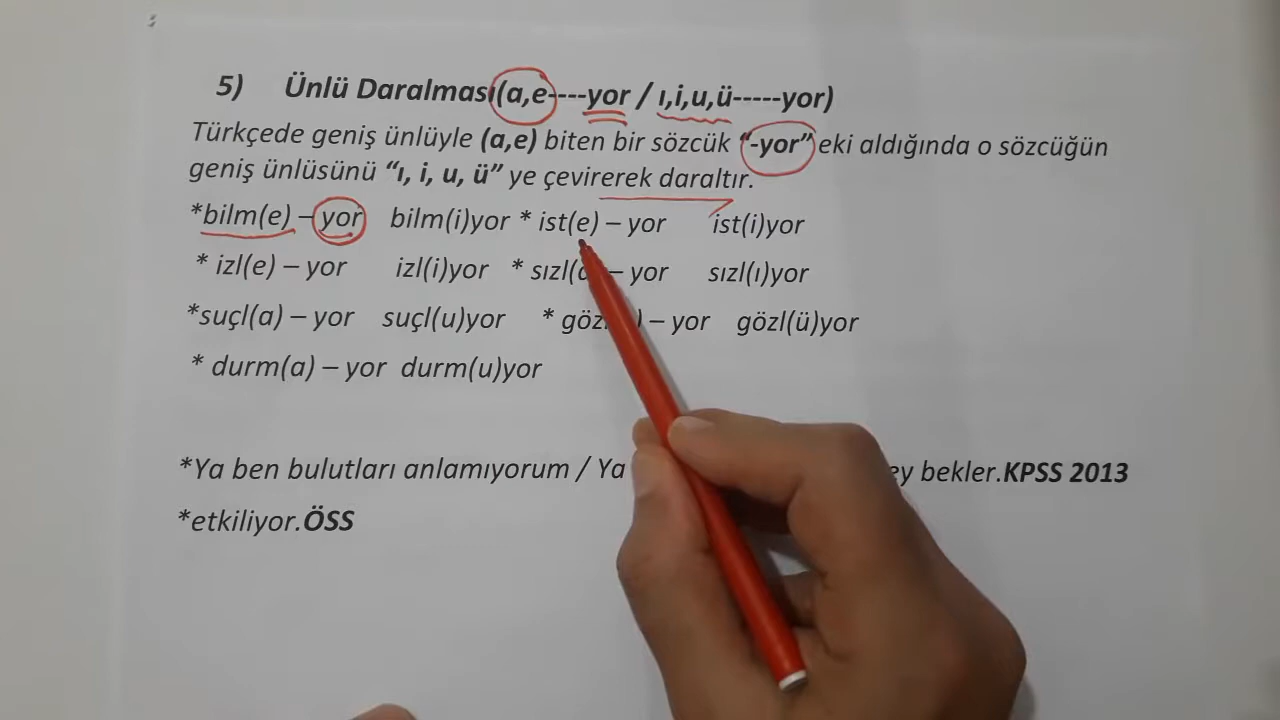 5) Ünlü Daralması(a,e----yor / ı,i,u,ü-----yor)
Türkçede geniş ünlüyle (a,e) biten bir sözcük “-yor” eki aldığında o sözcüğün
geniş ünlüsünü “ı, i, u, ü” ye çevirerek daraltır.
*bilm(e) – yor bilm(i)yor * ist(e) – yor ist(i)yor
* izl(e) – yor izl(i)yor * – yor sızl(ı)yor
*suçl(a) – yor suçl(u)yor * – yor gözl(ü)yor
* durm(a) – yor durm(u)yor
*Ya ben bulutları anlamıyorum / Ya bekler.KPSS 2013
*etkiliyor.ÖSS